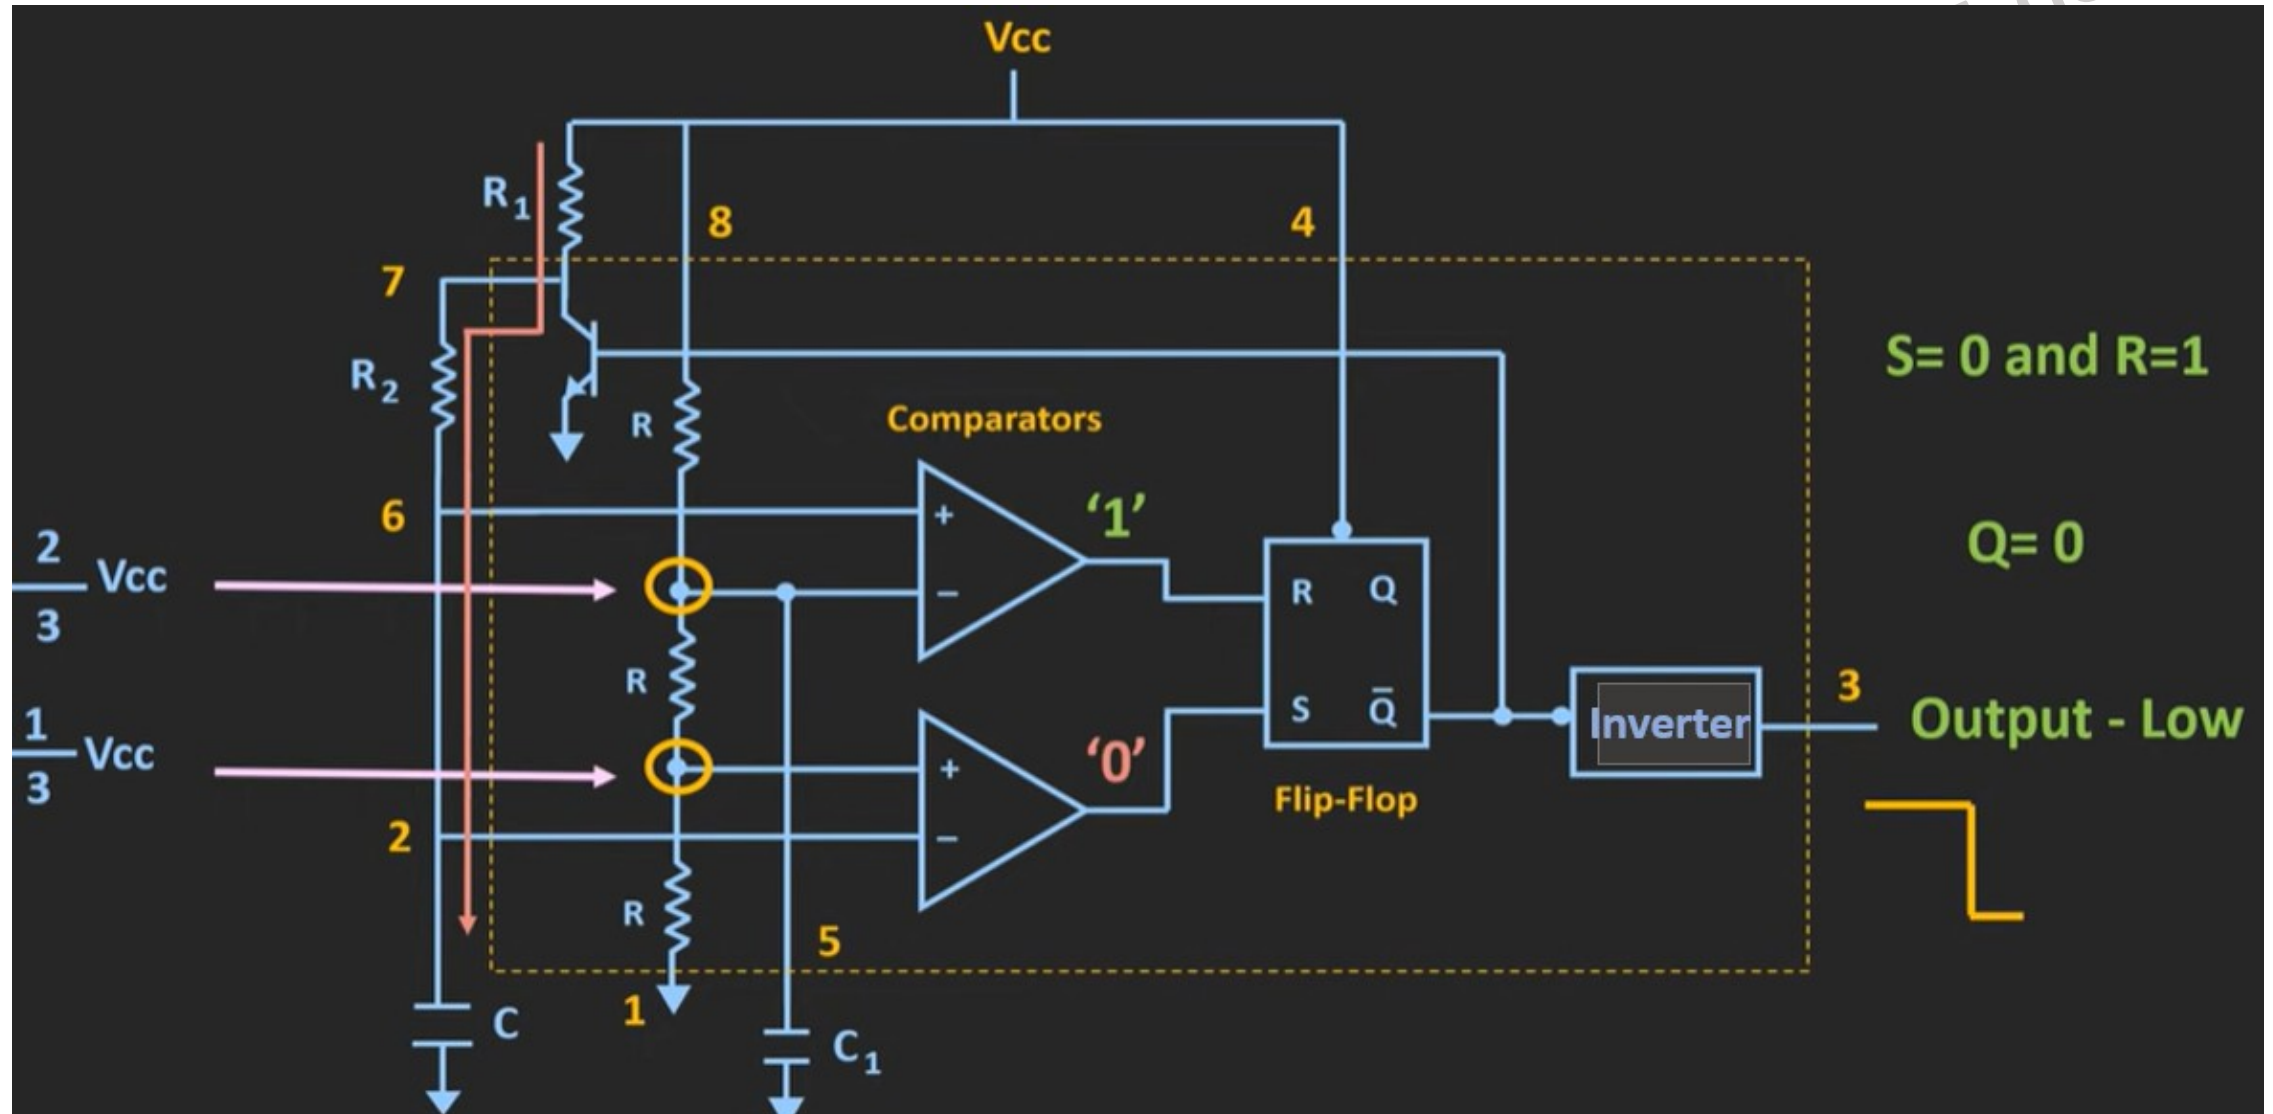 Vcc
R1
8
4
7
R2
S= 0 and R=1
R
Comparators
6
+
'1'
2
3
Vcc
−
R Q
Q= 0
R
1
3
Vcc
S Q̄
Inverter
3
Output - Low
+
'0'
Flip-Flop
2
−
R
5
1
C
C1